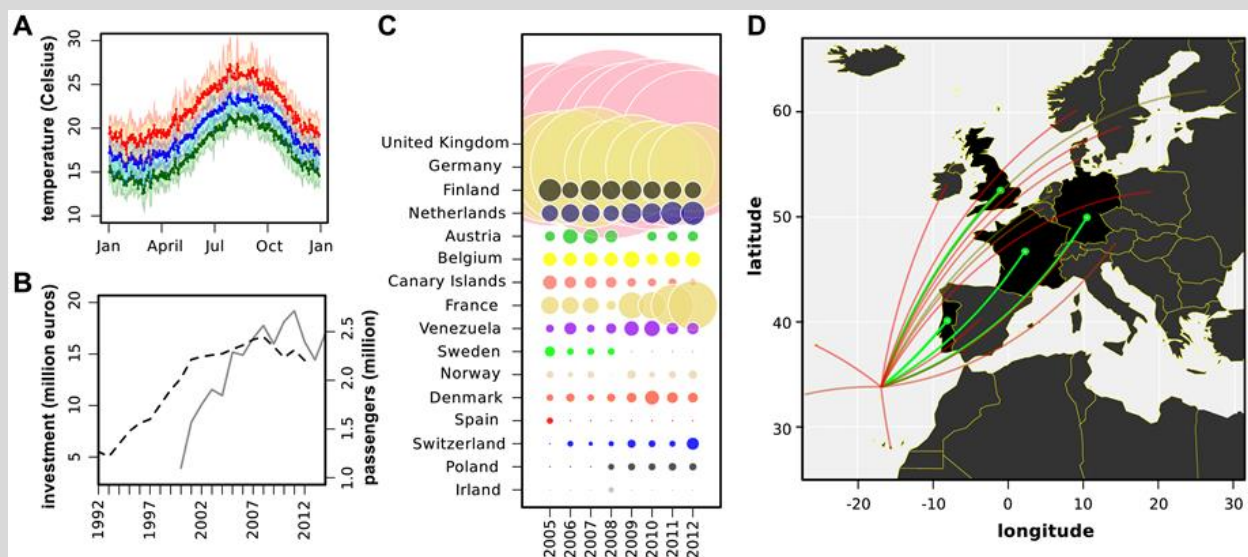 A
temperature (Celsius)
30
25
20
15
10
Jan
April
Jul
Oct
Jan
B
investment (million euros)
20
15
10
5
passengers (million)
2.5
2.0
1.5
1.0
1992
1997
2002
2007
2012
C
United Kingdom
Germany
Finland
Netherlands
Austria
Belgium
Canary Islands
France
Venezuela
Sweden
Norway
Denmark
Spain
Switzerland
Poland
Irland
2005
2006
2007
2008
2009
2010
2011
2012
D
latitude
60
50
40
30
-20
-10
0
10
20
30
longitude